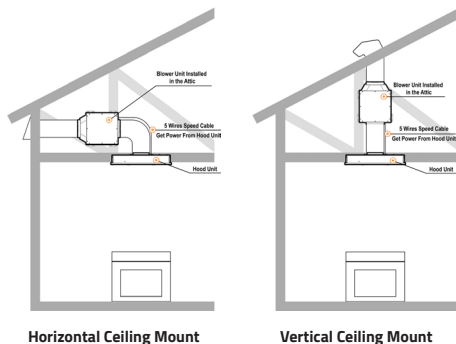 Blower Unit Installed
in the Attic
5 Wires Speed Cable
Get Power From Hood Unit
Hood Unit
Horizontal Ceiling Mount
Blower Unit Installed
in the Attic
5 Wires Speed Cable
Get Power From Hood Unit
Hood Unit
Vertical Ceiling Mount